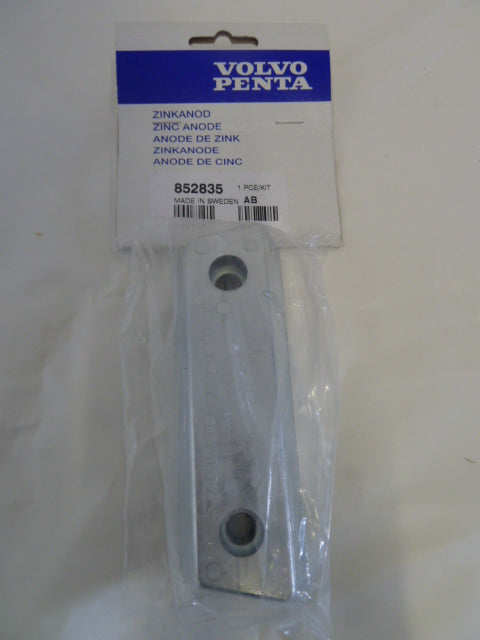 VOLVO
PENTA
ZINKANOD
ZINC ANODE
ANODE DE ZINK
ZINKANODE
ANODE DE CINC
852835 1 PCE/KIT
MADE IN SWEDEN AB